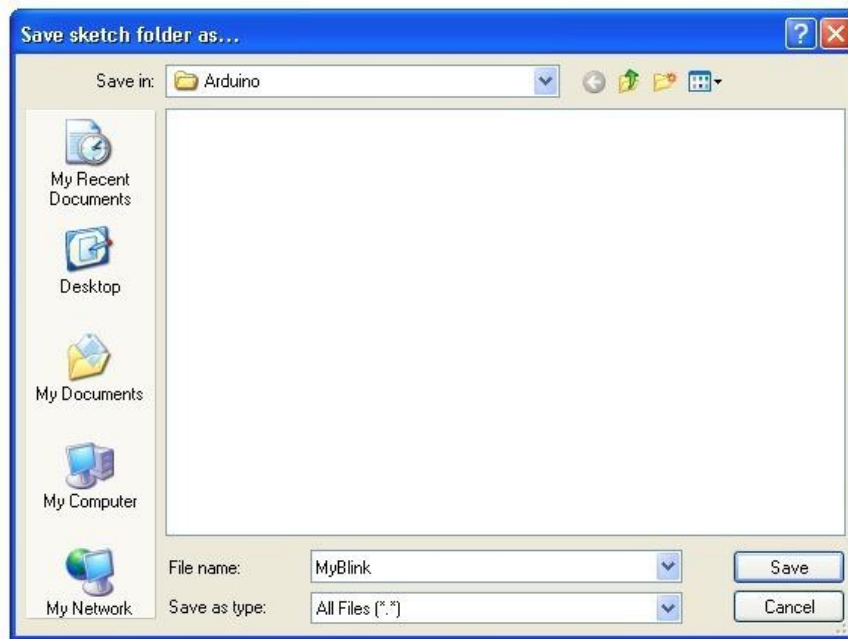 Save sketch folder as...
Save in:
Arduino
My Recent
Documents
Desktop
My Documents
My Computer
My Network
File name:
MyBlink
Save
Save as type:
All Files (*.*)
Cancel